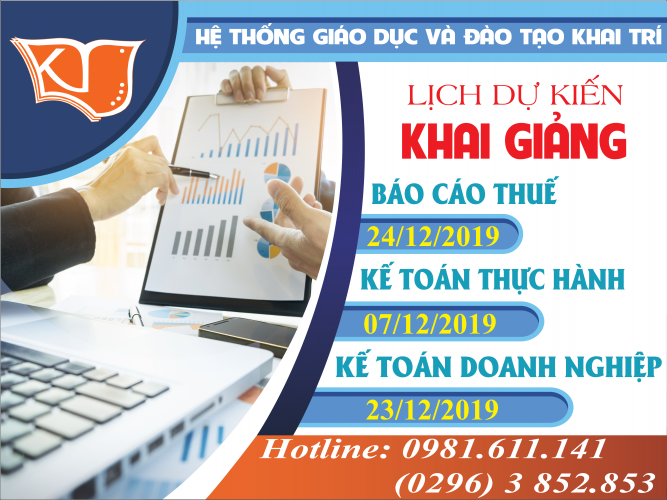 KT
HỆ THỐNG GIÁO DỤC VÀ ĐÀO TẠO KHAI TRÍ
LỊCH DỰ KIẾN
KHAI GIẢNG
BÁO CÁO THUẾ
24/12/2019
KẾ TOÁN THỰC HÀNH
07/12/2019
KẾ TOÁN DOANH NGHIỆP
23/12/2019
Hotline: 0981.611.141
(0296) 3 852.853